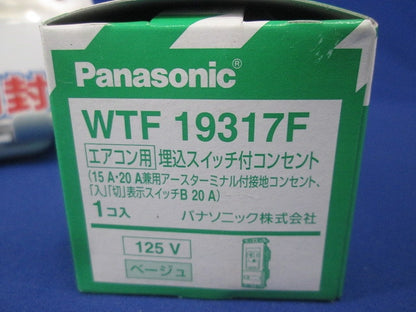 封
Panasonic®
WTF 19317F
エアコン用 埋込スイッチ付コンセント
(15 A・20 A兼用アースターミナル付接地コンセント、
「入」「切」表示スイッチB 20 A)
1コ入
パナソニック株式会社
125 V
ベージュ